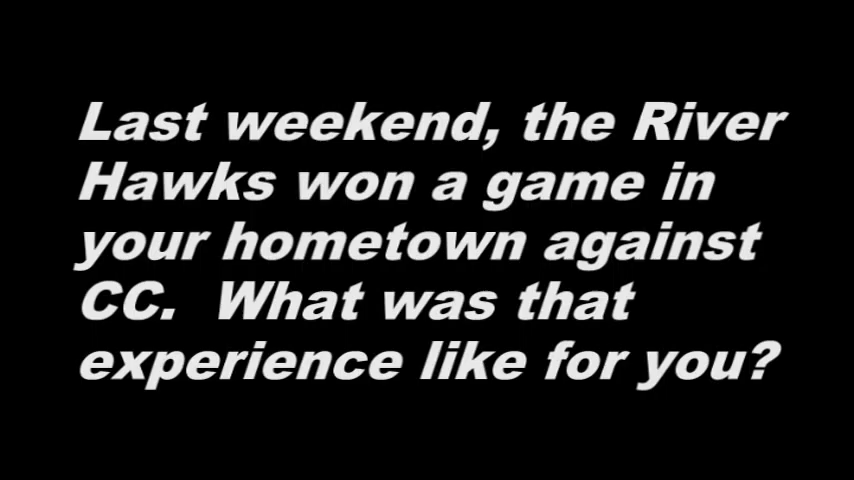 Last weekend, the River
Hawks won a game in
your hometown against
CC.  What was that
experience like for you?